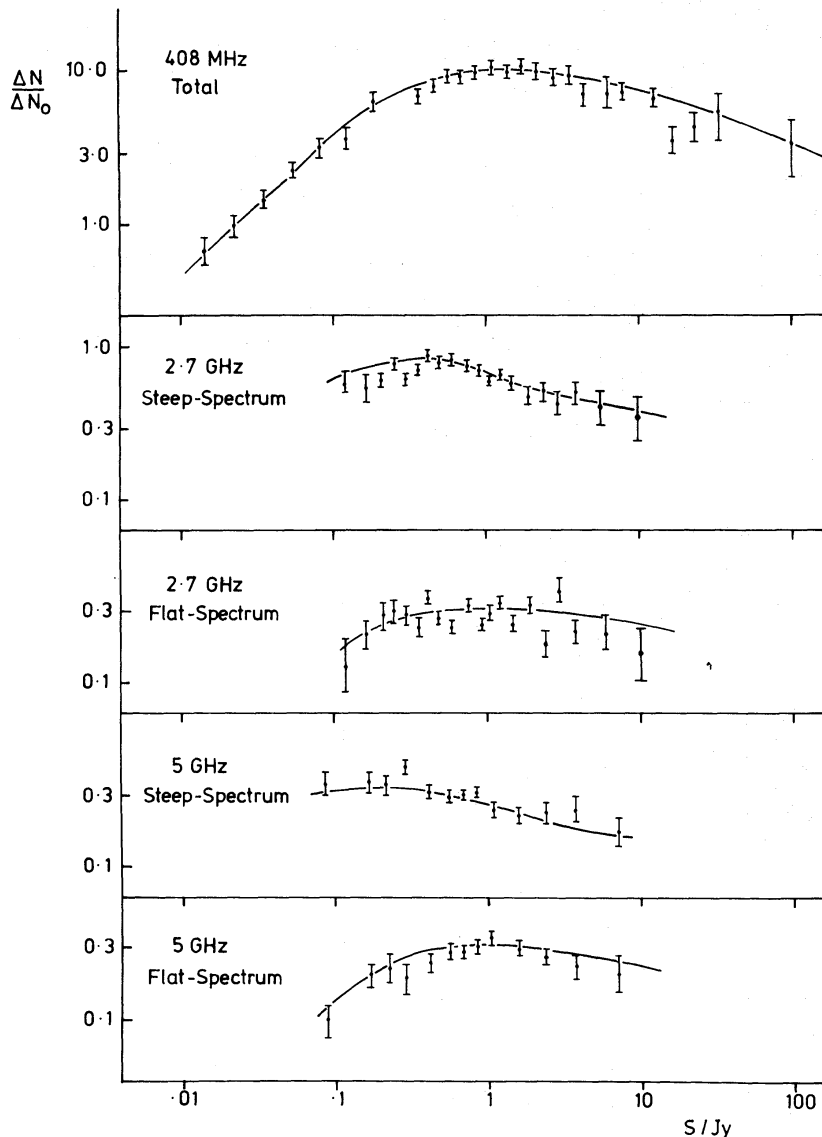 408 MHz
Total
ΔN
ΔN₀
10·0
3·0
1·0
2·7 GHz
Steep-Spectrum
1·0
0·3
0·1
2·7 GHz
Flat-Spectrum
0·3
0·1
5 GHz
Steep-Spectrum
0·3
0·1
5 GHz
Flat-Spectrum
0·3
0·1
·01 ·1 1 10 100
S/Jy